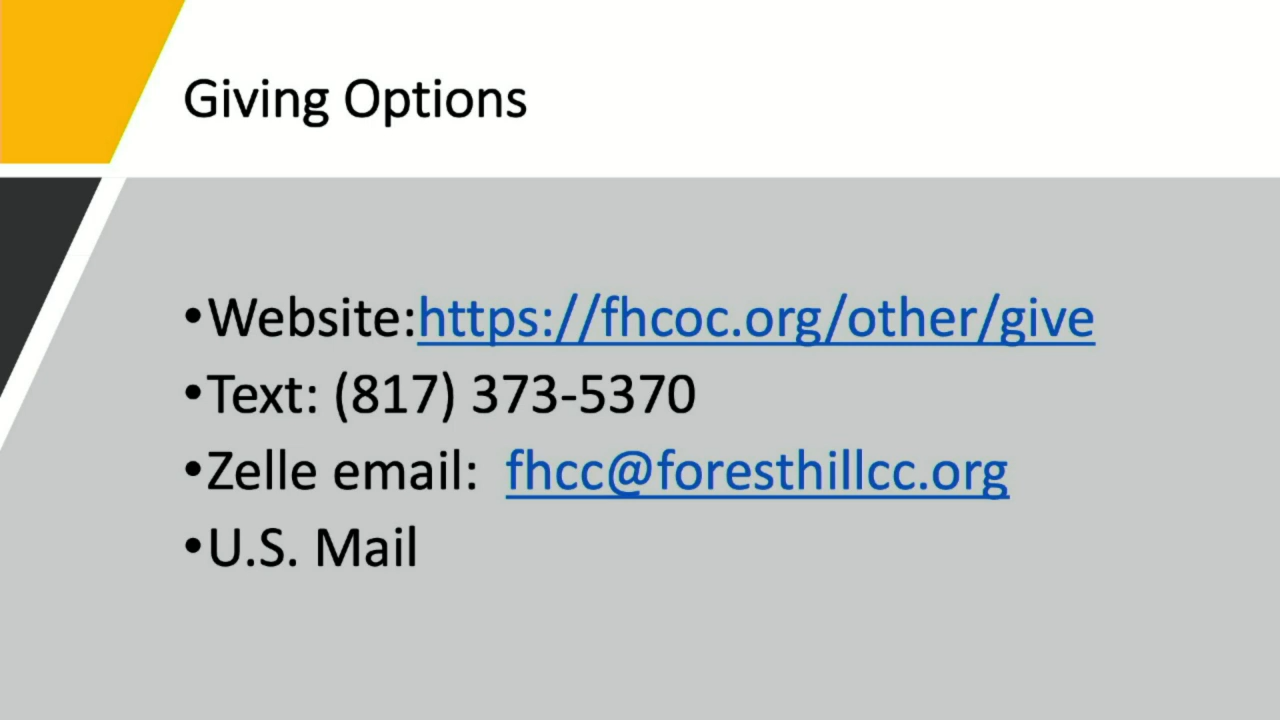 Giving Options
•Website:https://fhcoc.org/other/give
•Text: (817) 373-5370
•Zelle email:  fhcc@foresthillcc.org
•U.S. Mail